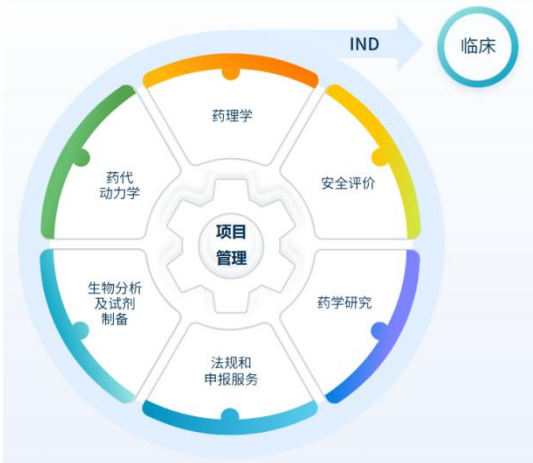 IND
临床
药理学
安全评价
药学研究
法规和
申报服务
生物分析
及试剂
制备
药代
动力学
项目
管理